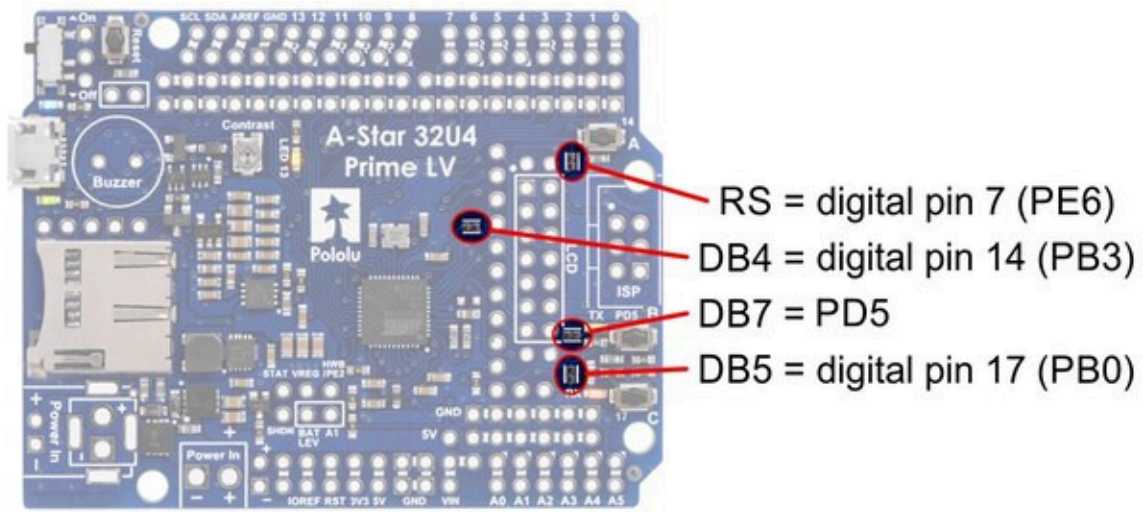 On
Reset
Off
SCL SDA AREF GND 13 12 11 10 9 8 7 6 5 4 3 2 1 0
Contrast
LED 13
A-Star 32U4
Prime LV
14
A
Buzzer
Pololu
LCD
ISP
TX PD5 B
RS = digital pin 7 (PE6)
DB4 = digital pin 14 (PB3)
DB7 = PD5
DB5 = digital pin 17 (PB0)
STAT VREG HWB
/PE2
SHDN BAT
LEV A1
GND
5V
17
C
+
Power In
-
+
Power In
- +
IOREF RST 3V3 5V GND VIN A0 A1 A2 A3 A4 A5